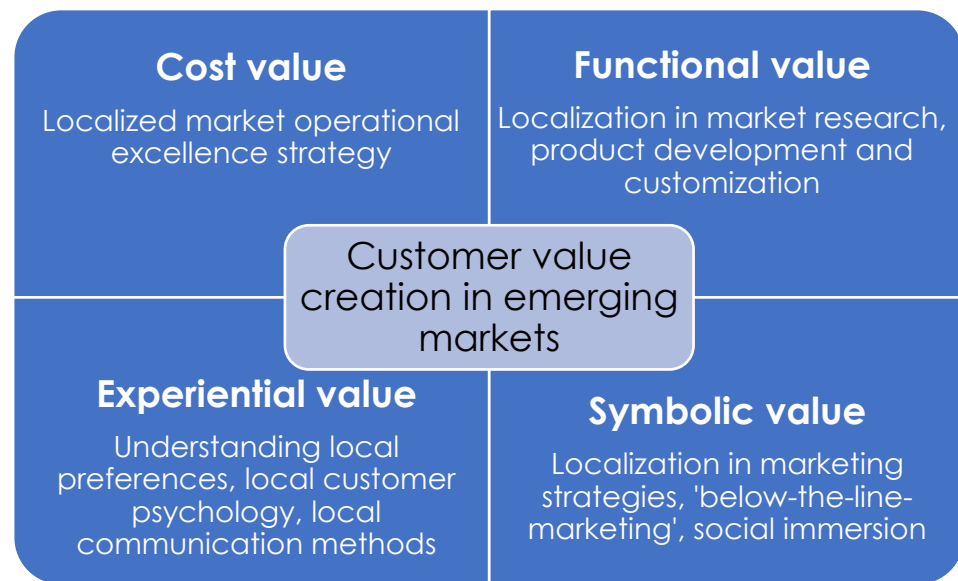 Cost value
Localized market operational
excellence strategy
Functional value
Localization in market research,
product development and
customization
Customer value
creation in emerging
markets
Experiential value
Understanding local
preferences, local customer
psychology, local
communication methods
Symbolic value
Localization in marketing
strategies, 'below-the-line-
marketing', social immersion